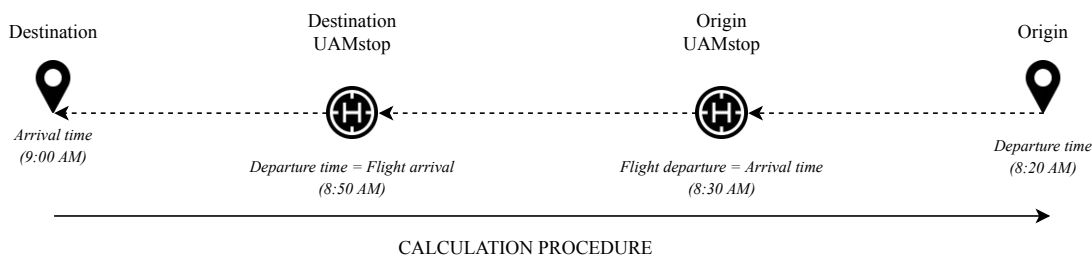 Destination
Destination
UAMstop
Origin
UAMstop
Origin
H
H
Arrival time
(9:00 AM)
Departure time = Flight arrival
(8:50 AM)
Flight departure = Arrival time
(8:30 AM)
Departure time
(8:20 AM)
CALCULATION PROCEDURE